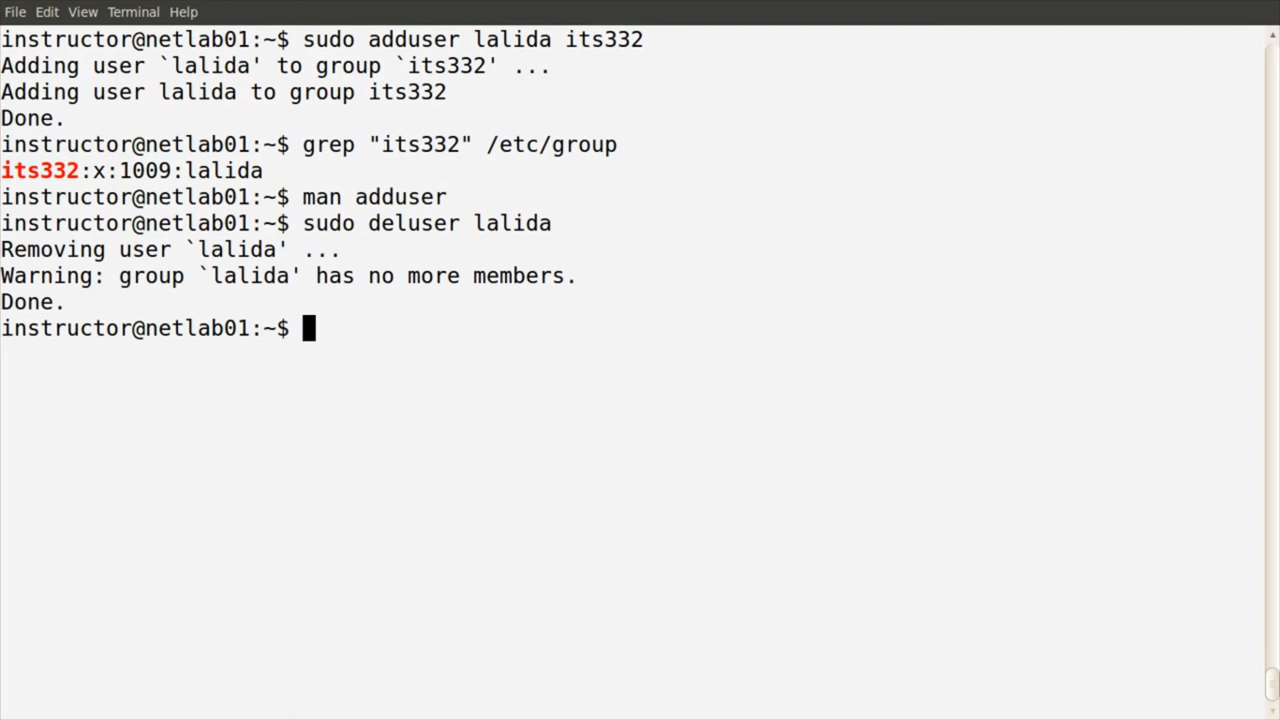 File Edit View Terminal Help
instructor@netlab01:~$ sudo adduser lalida its332
Adding user `lalida' to group `its332' ...
Adding user lalida to group its332
Done.
instructor@netlab01:~$ grep "its332" /etc/group
its332:x:1009:lalida
instructor@netlab01:~$ man adduser
instructor@netlab01:~$ sudo deluser lalida
Removing user `lalida' ...
Warning: group `lalida' has no more members.
Done.
instructor@netlab01:~$